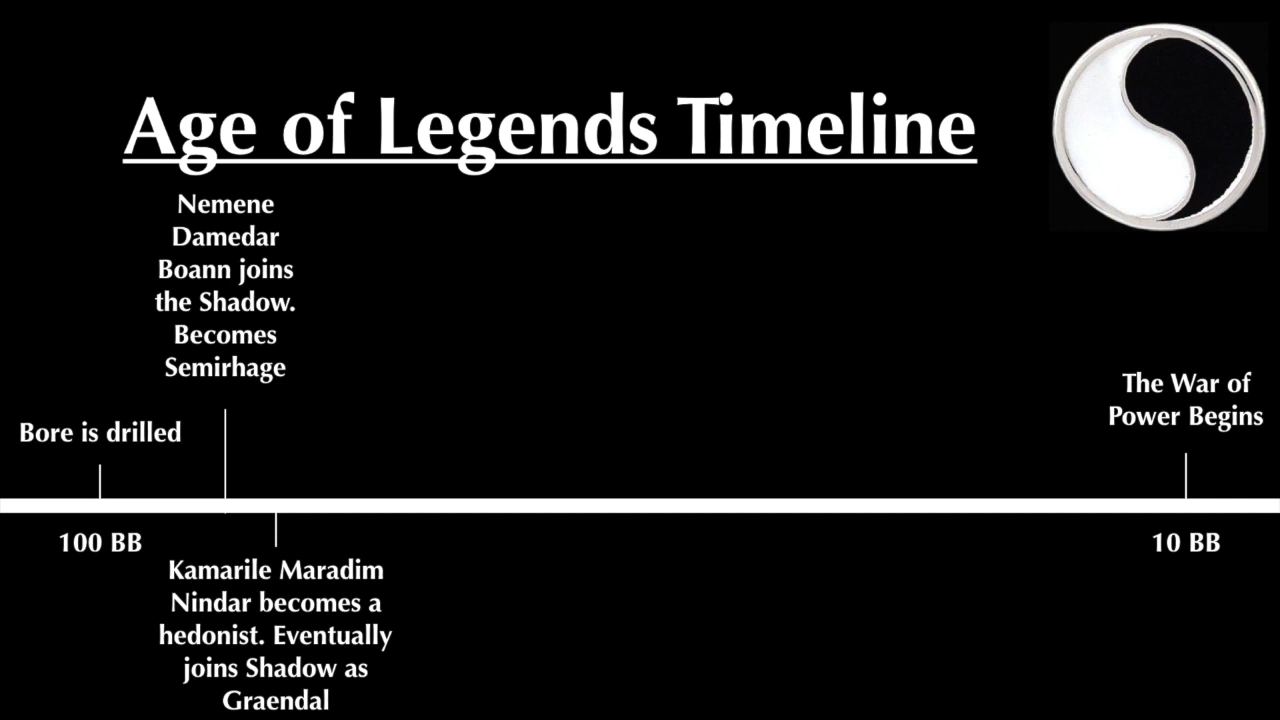 Age of Legends Timeline
Nemene
Damedar
Boann joins
the Shadow.
Becomes
Semirhage
Bore is drilled
The War of
Power Begins
100 BB
10 BB
Kamarile Maradim
Nindar becomes a
hedonist. Eventually
joins Shadow as
Graendal